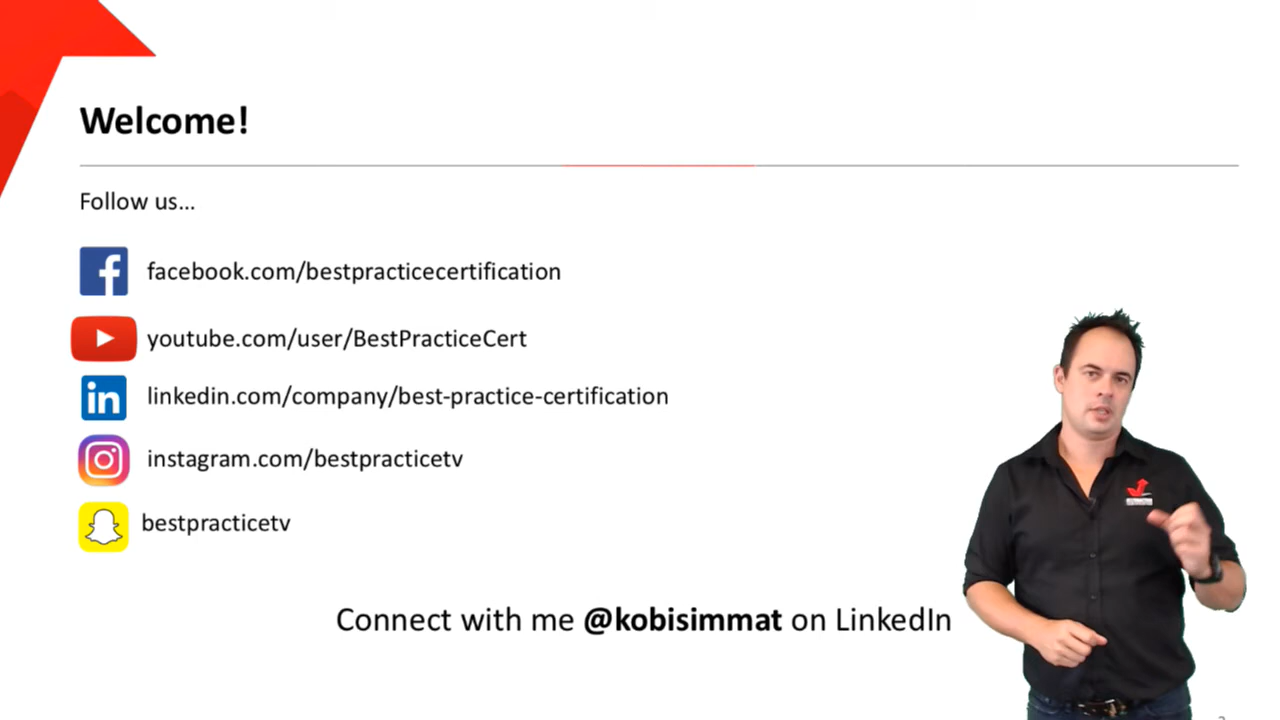 Welcome!
Follow us...
facebook.com/bestpracticecertification
youtube.com/user/BestPracticeCert
linkedin.com/company/best-practice-certification
instagram.com/bestpracticetv
bestpracticetv
Connect with me @kobisimmat on LinkedIn